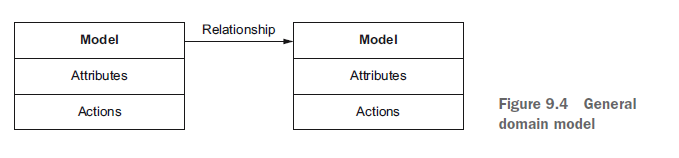 Relationship
Model
Model
Attributes
Attributes
Actions
Actions
Figure 9.4 General
domain model